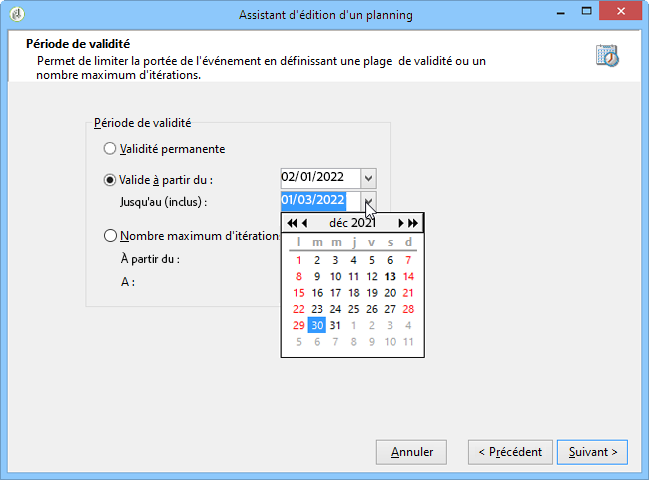 Assistant d'édition d'un planning
Période de validité
Permet de limiter la portée de l'événement en définissant une plage de validité ou un
nombre maximum d'itérations.
Période de validité
Validité permanente
Valide à partir du : 02/01/2022
Jusqu'au (inclus) : 01/03/2022
déc 2021
l m m j v s d
1 2 3 4 5 6 7
8 9 10 11 12 13 14
15 16 17 18 19 20 21
22 23 24 25 26 27 28
29 30 31 1 2 3 4
5 6 7 8 9 10 11
Nombre maximum d'itération
À partir du :
A :
Annuler
< Précédent
Suivant >